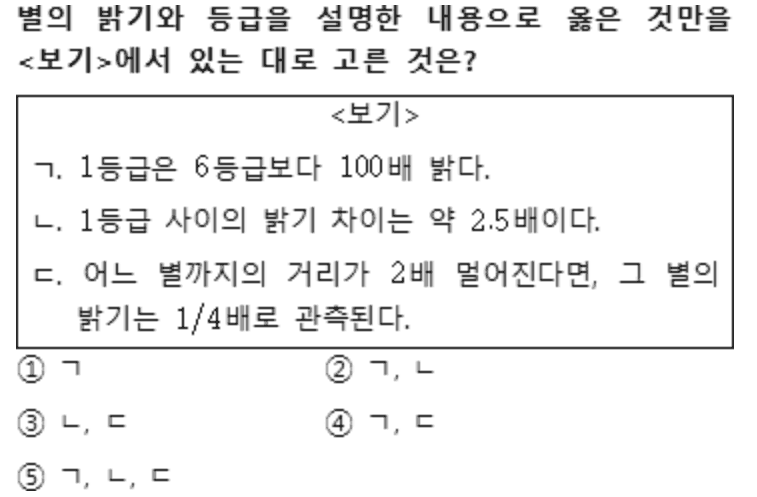 별의 밝기와 등급을 설명한 내용으로 옳은 것만을
<보기>에서 있는 대로 고른 것은?
<보기>
ㄱ. 1등급은 6등급보다 100배 밝다.
ㄴ. 1등급 사이의 밝기 차이는 약 2.5배이다.
ㄷ. 어느 별까지의 거리가 2배 멀어진다면, 그 별의
밝기는 1/4배로 관측된다.
① ㄱ ② ㄱ, ㄴ
③ ㄴ, ㄷ ④ ㄱ, ㄷ
⑤ ㄱ, ㄴ, ㄷ